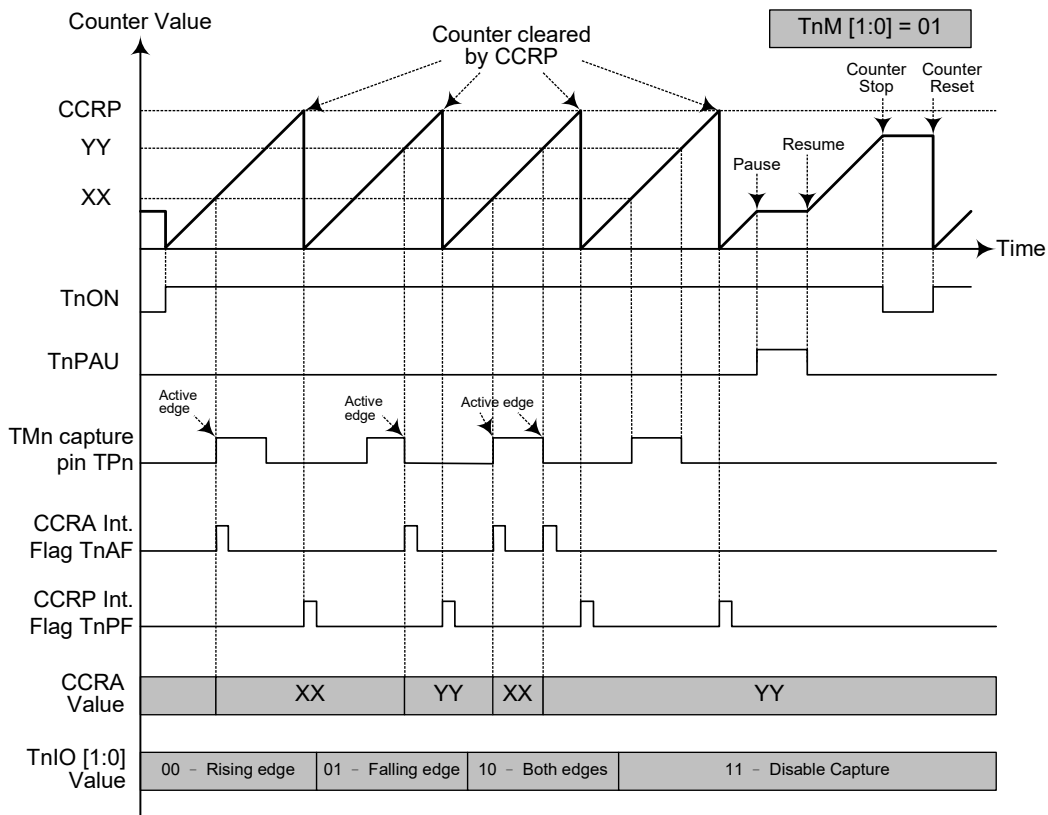 Counter Value
TnM [1:0] = 01
Counter cleared
by CCRP
Counter
Stop
Counter
Reset
CCRP
YY
XX
Pause
Resume
Time
TnON
TnPAU
Active
edge
Active
edge
Active edge
TMn capture
pin TPn
CCRA Int.
Flag TnAF
CCRP Int.
Flag TnPF
CCRA
Value
XX
YY
XX
YY
TnIO [1:0]
Value
00 - Rising edge
01 - Falling edge
10 - Both edges
11 - Disable Capture